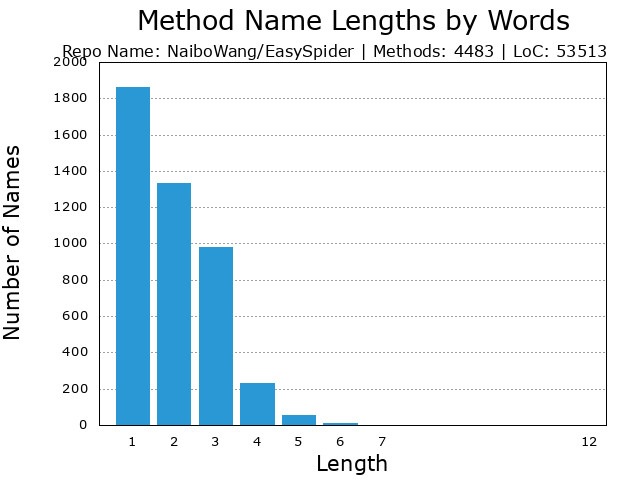 Method Name Lengths by Words
Repo Name: NaiboWang/EasySpider | Methods: 4483 | LoC: 53513
Number of Names
2000
1800
1600
1400
1200
1000
800
600
400
200
0
1 2 3 4 5 6 7 12
Length